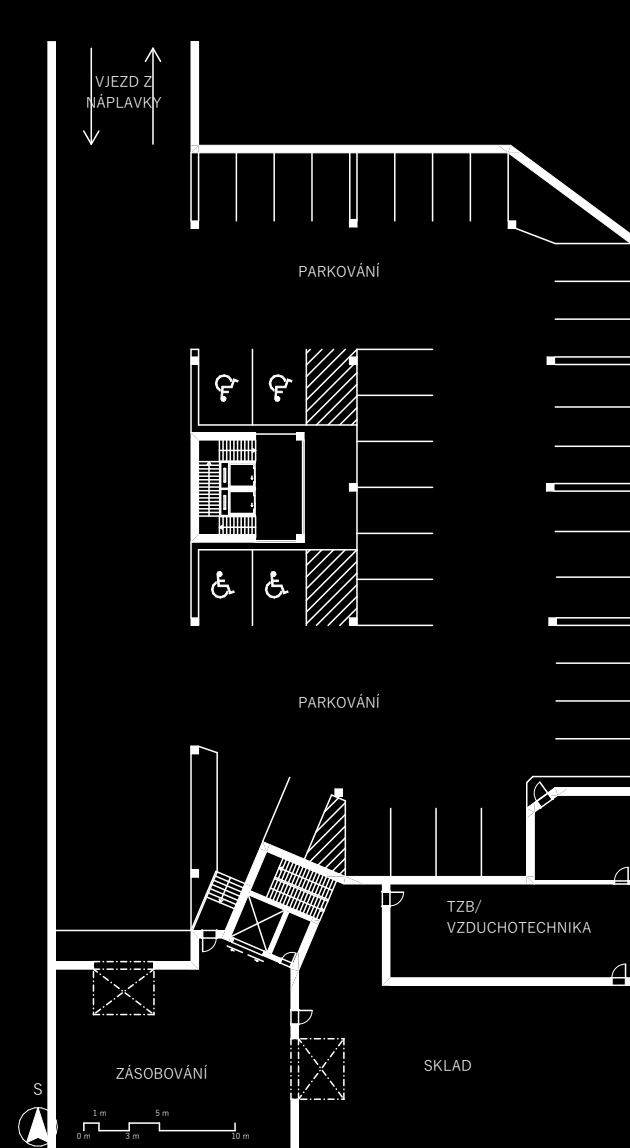 VJEZD Z
NÁPLAVKY
PARKOVÁNÍ
PARKOVÁNÍ
TZB/
VZDUCHOTECHNIKA
SKLAD
ZÁSOBOVÁNÍ
S
1 m 5 m
0 m 3 m 10 m